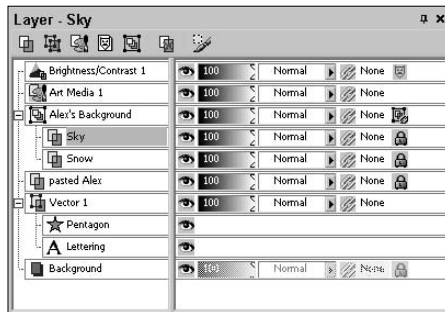 Layer - Sky
Brightness/Contrast 1 100 Normal None
Art Media 1 100 Normal None
Alex's Background 100 Normal None
Sky 100 Normal None
Snow 100 Normal None
pasted Alex 100 Normal None
Vector 1 100 Normal None
Pentagon
A Lettering
Background 100 Normal None